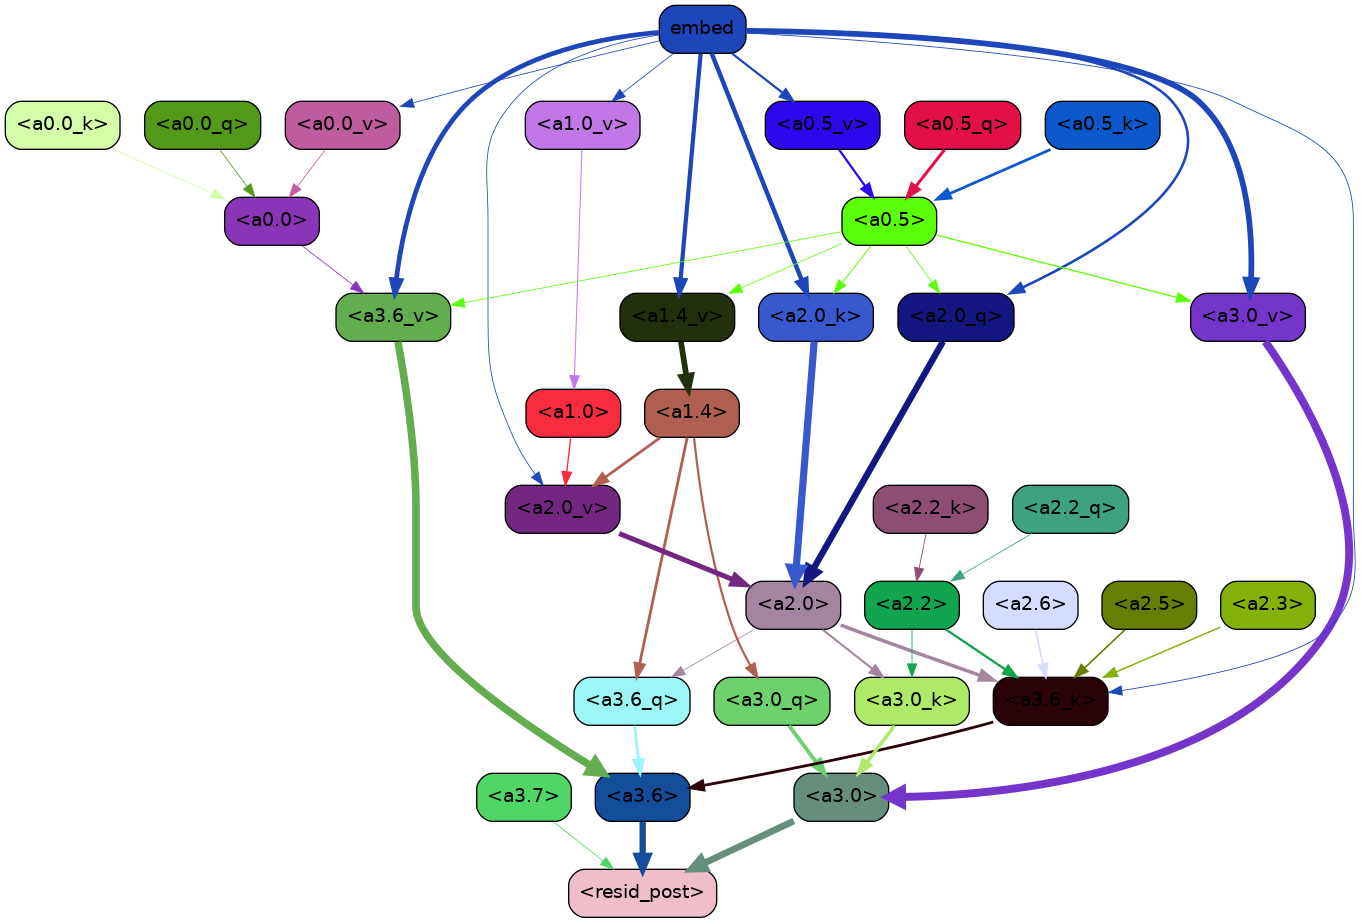 embed
<a0.0_k>
<a0.0_q>
<a0.0_v>
<a1.0_v>
<a0.5_v>
<a0.5_q>
<a0.5_k>
<a0.0>
<a0.5>
<a3.6_v>
<a1.4_v>
<a2.0_k>
<a2.0_q>
<a3.0_v>
<a1.0>
<a1.4>
<a2.0_v>
<a2.2_k>
<a2.2_q>
<a2.0>
<a2.2>
<a2.6>
<a2.5>
<a2.3>
<a3.6_q>
<a3.0_q>
<a3.0_k>
<a3.6_k>
<a3.7>
<a3.6>
<a3.0>
<resid_post>